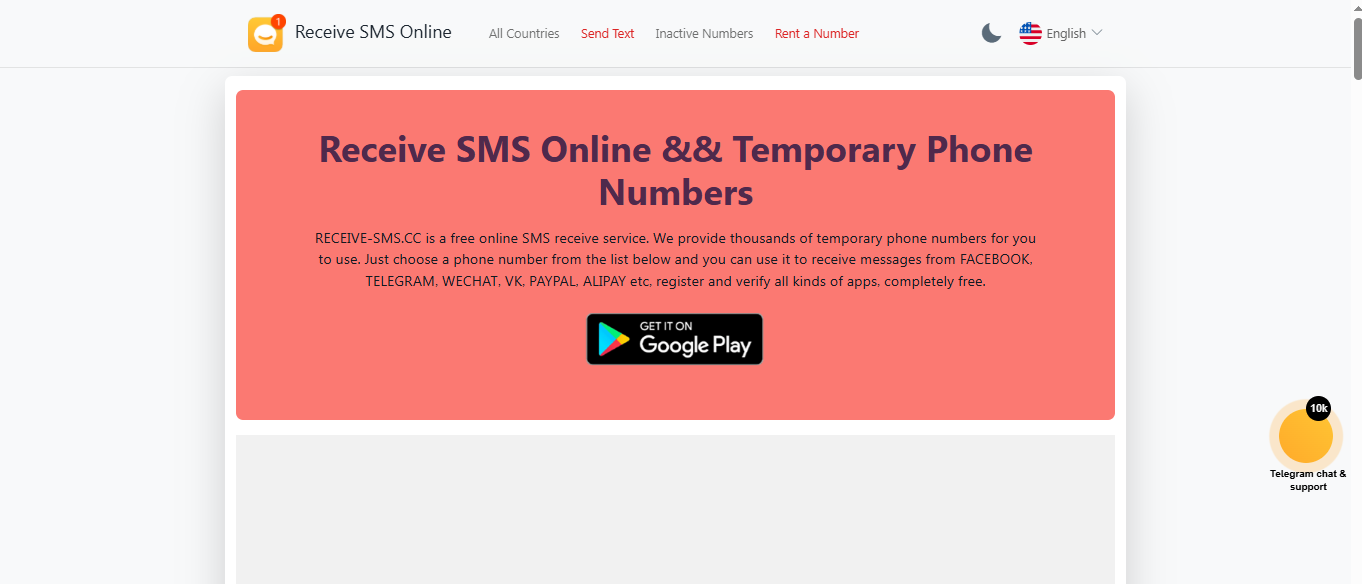 1
Receive SMS Online
All Countries
Send Text
Inactive Numbers
Rent a Number
English
Receive SMS Online && Temporary Phone
Numbers
RECEIVE-SMS.CC is a free online SMS receive service. We provide thousands of temporary phone numbers for you
to use. Just choose a phone number from the list below and you can use it to receive messages from FACEBOOK,
TELEGRAM, WECHAT, VK, PAYPAL, ALIPAY etc, register and verify all kinds of apps, completely free.
GET IT ON
Google Play
10k
Telegram chat &
support